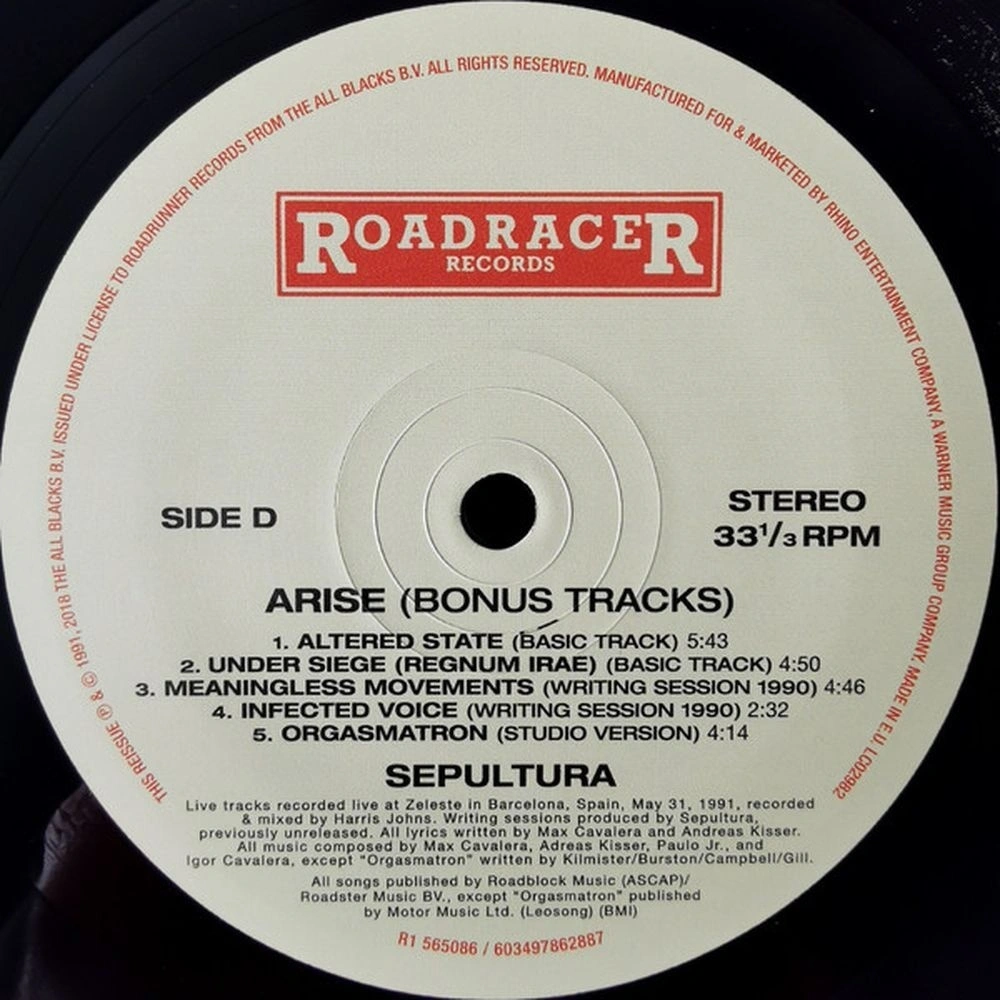 THIS REISSUE ℗ & © 1991, 2018 THE ALL BLACKS B.V. ISSUED UNDER LICENSE TO ROADRUNNER RECORDS FROM THE ALL BLACKS B.V. ALL RIGHTS RESERVED. MANUFACTURED FOR & MARKETED BY RHINO ENTERTAINMENT COMPANY, A WARNER MUSIC GROUP COMPANY. MADE IN E.U. LC02982
ROADRACER
RECORDS
SIDE D
STEREO
33¹/₃ RPM
ARISE (BONUS TRACKS)
1. ALTERED STATE (BASIC TRACK) 5:43
2. UNDER SIEGE (REGNUM IRAE) (BASIC TRACK) 4:50
3. MEANINGLESS MOVEMENTS (WRITING SESSION 1990) 4:46
4. INFECTED VOICE (WRITING SESSION 1990) 2:32
5. ORGASMATRON (STUDIO VERSION) 4:14
SEPULTURA
Live tracks recorded live at Zeleste in Barcelona, Spain, May 31, 1991, recorded
& mixed by Harris Johns. Writing sessions produced by Sepultura,
previously unreleased. All lyrics written by Max Cavalera and Andreas Kisser.
All music composed by Max Cavalera, Adreas Kisser, Paulo Jr., and
Igor Cavalera, except "Orgasmatron" written by Kilmister/Burston/Campbell/Gill.
All songs published by Roadblock Music (ASCAP)/
Roadster Music BV., except "Orgasmatron" published
by Motor Music Ltd. (Leosong) (BMI)
R1 565086 / 603497862887